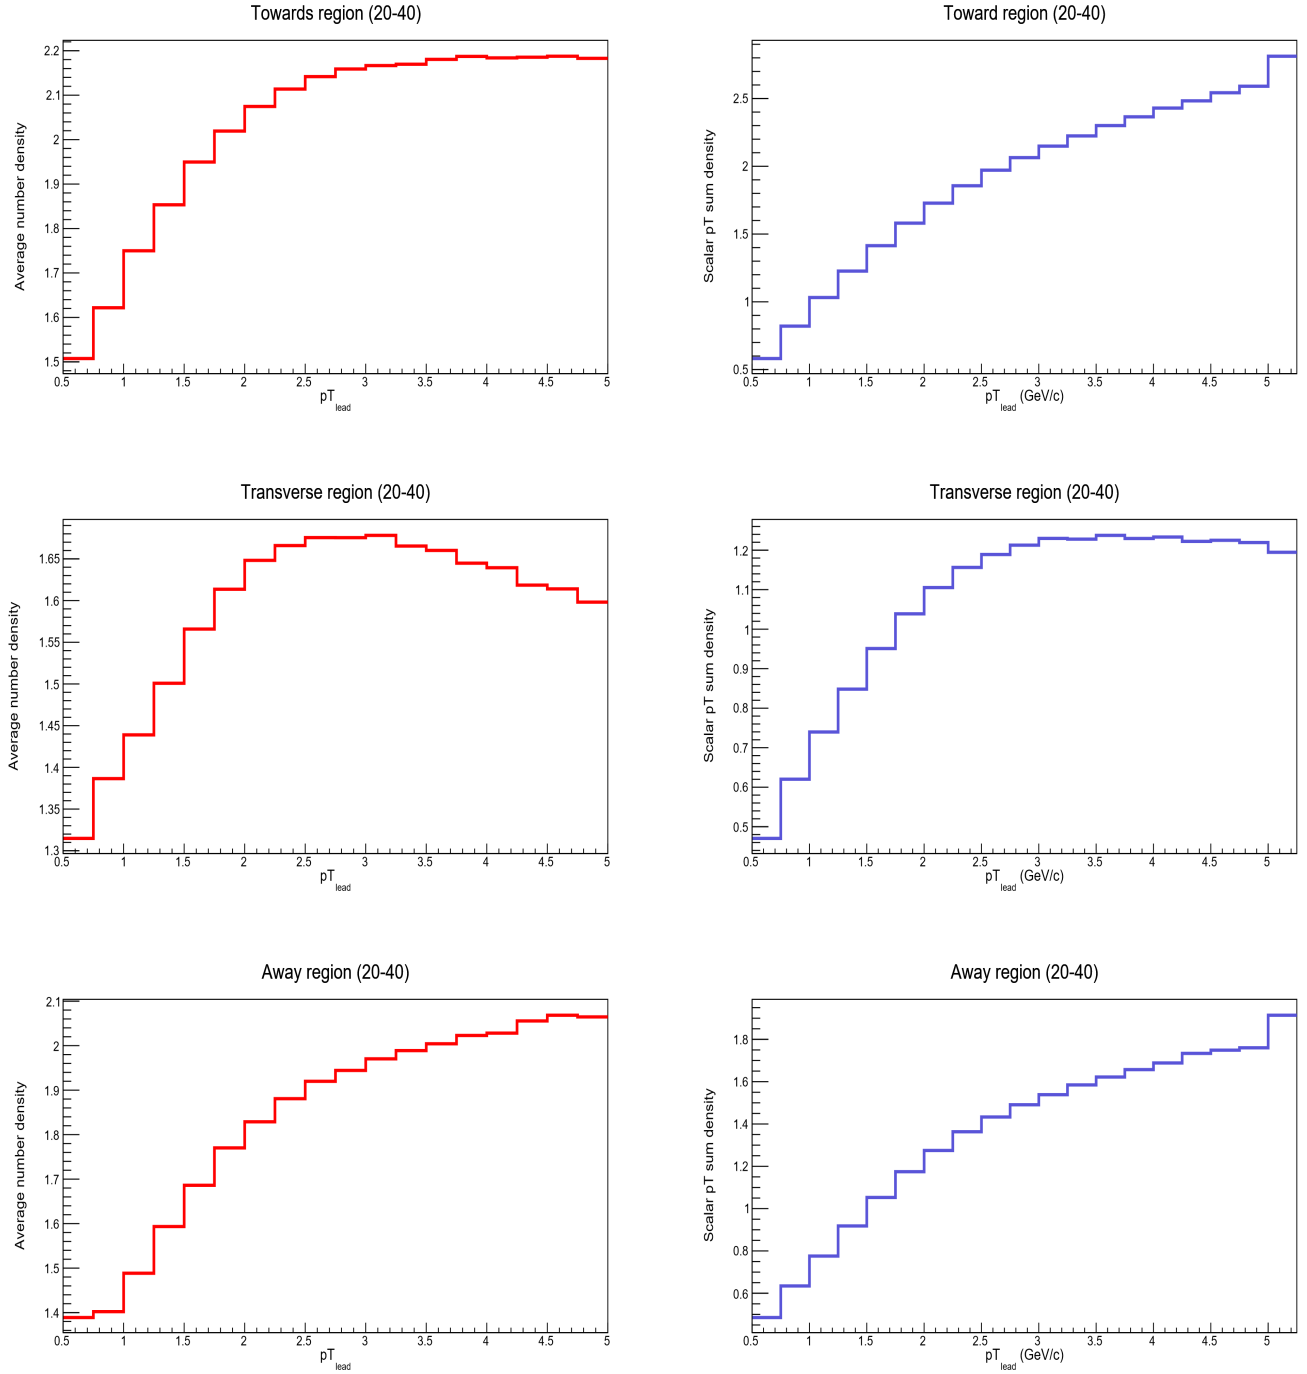 Towards region (20-40)
Average number density
2.2
2.1
2
1.9
1.8
1.7
1.6
1.5
0.5 1 1.5 2 2.5 3 3.5 4 4.5 5
pT lead
Toward region (20-40)
Scalar pT sum density
2.5
2
1.5
1
0.5
0.5 1 1.5 2 2.5 3 3.5 4 4.5 5
pT lead (GeV/c)
Transverse region (20-40)
Average number density
1.65
1.6
1.55
1.5
1.45
1.4
1.35
1.3
0.5 1 1.5 2 2.5 3 3.5 4 4.5 5
pT lead
Transverse region (20-40)
Scalar pT sum density
1.2
1.1
1
0.9
0.8
0.7
0.6
0.5
0.5 1 1.5 2 2.5 3 3.5 4 4.5 5
pT lead (GeV/c)
Away region (20-40)
Average number density
2.1
2
1.9
1.8
1.7
1.6
1.5
1.4
0.5 1 1.5 2 2.5 3 3.5 4 4.5 5
pT lead
Away region (20-40)
Scalar pT sum density
1.8
1.6
1.4
1.2
1
0.8
0.6
0.5 1 1.5 2 2.5 3 3.5 4 4.5 5
pT lead (GeV/c)